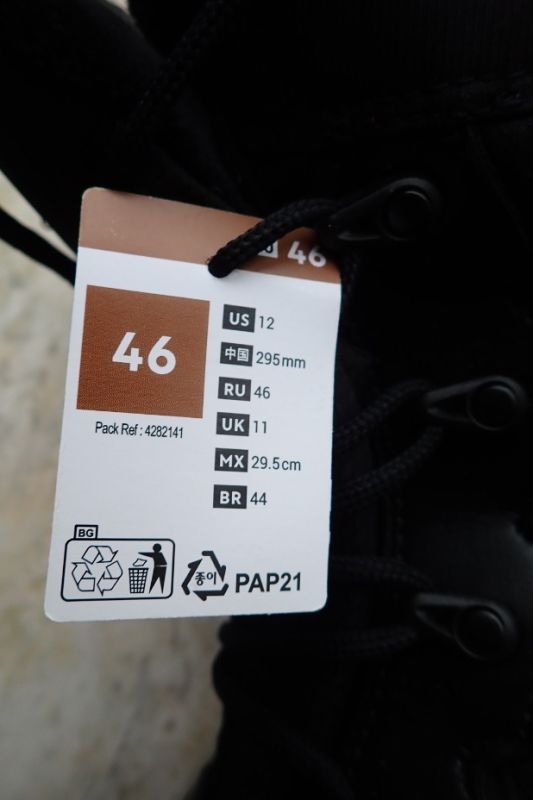 46
46
US 12
中国 295mm
RU 46
UK 11
MX 29.5cm
BR 44
Pack Ref : 4282141
BG
종이
PAP21